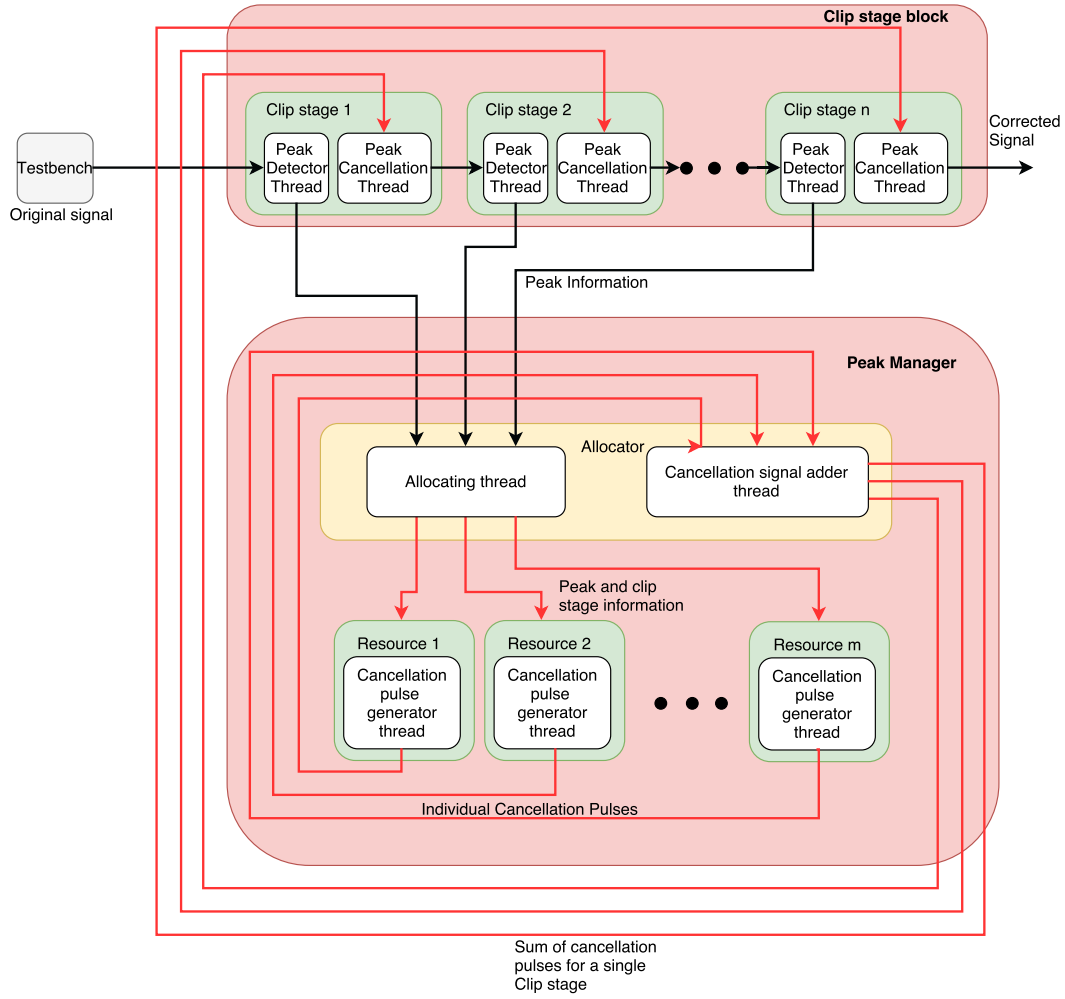 Clip stage block
Clip stage 1
Clip stage 2
Clip stage n
Testbench
Original signal
Peak
Detector
Thread
Peak
Cancellation
Thread
Peak
Detector
Thread
Peak
Cancellation
Thread
Peak
Detector
Thread
Peak
Cancellation
Thread
Corrected
Signal
Peak Information
Peak Manager
Allocator
Allocating thread
Cancellation signal adder
thread
Peak and clip
stage information
Resource 1
Cancellation
pulse
generator
thread
Resource 2
Cancellation
pulse
generator
thread
Resource m
Cancellation
pulse
generator
thread
Individual Cancellation Pulses
Sum of cancellation
pulses for a single
Clip stage